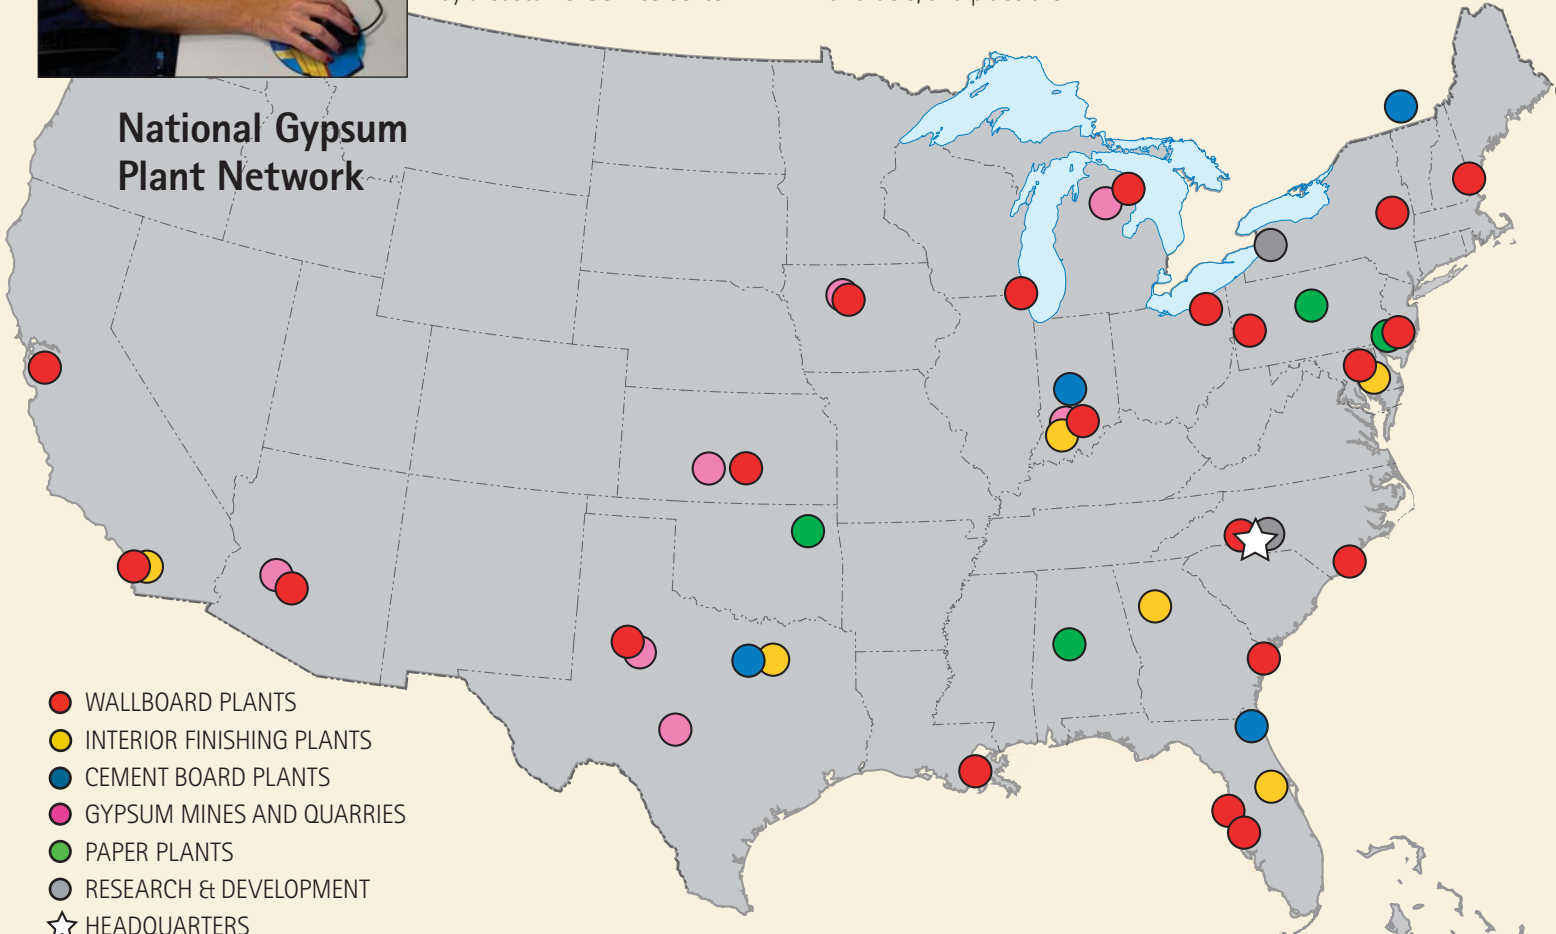 National Gypsum
Plant Network
WALLBOARD PLANTS
INTERIOR FINISHING PLANTS
CEMENT BOARD PLANTS
GYPSUM MINES AND QUARRIES
PAPER PLANTS
RESEARCH & DEVELOPMENT
HEADQUARTERS